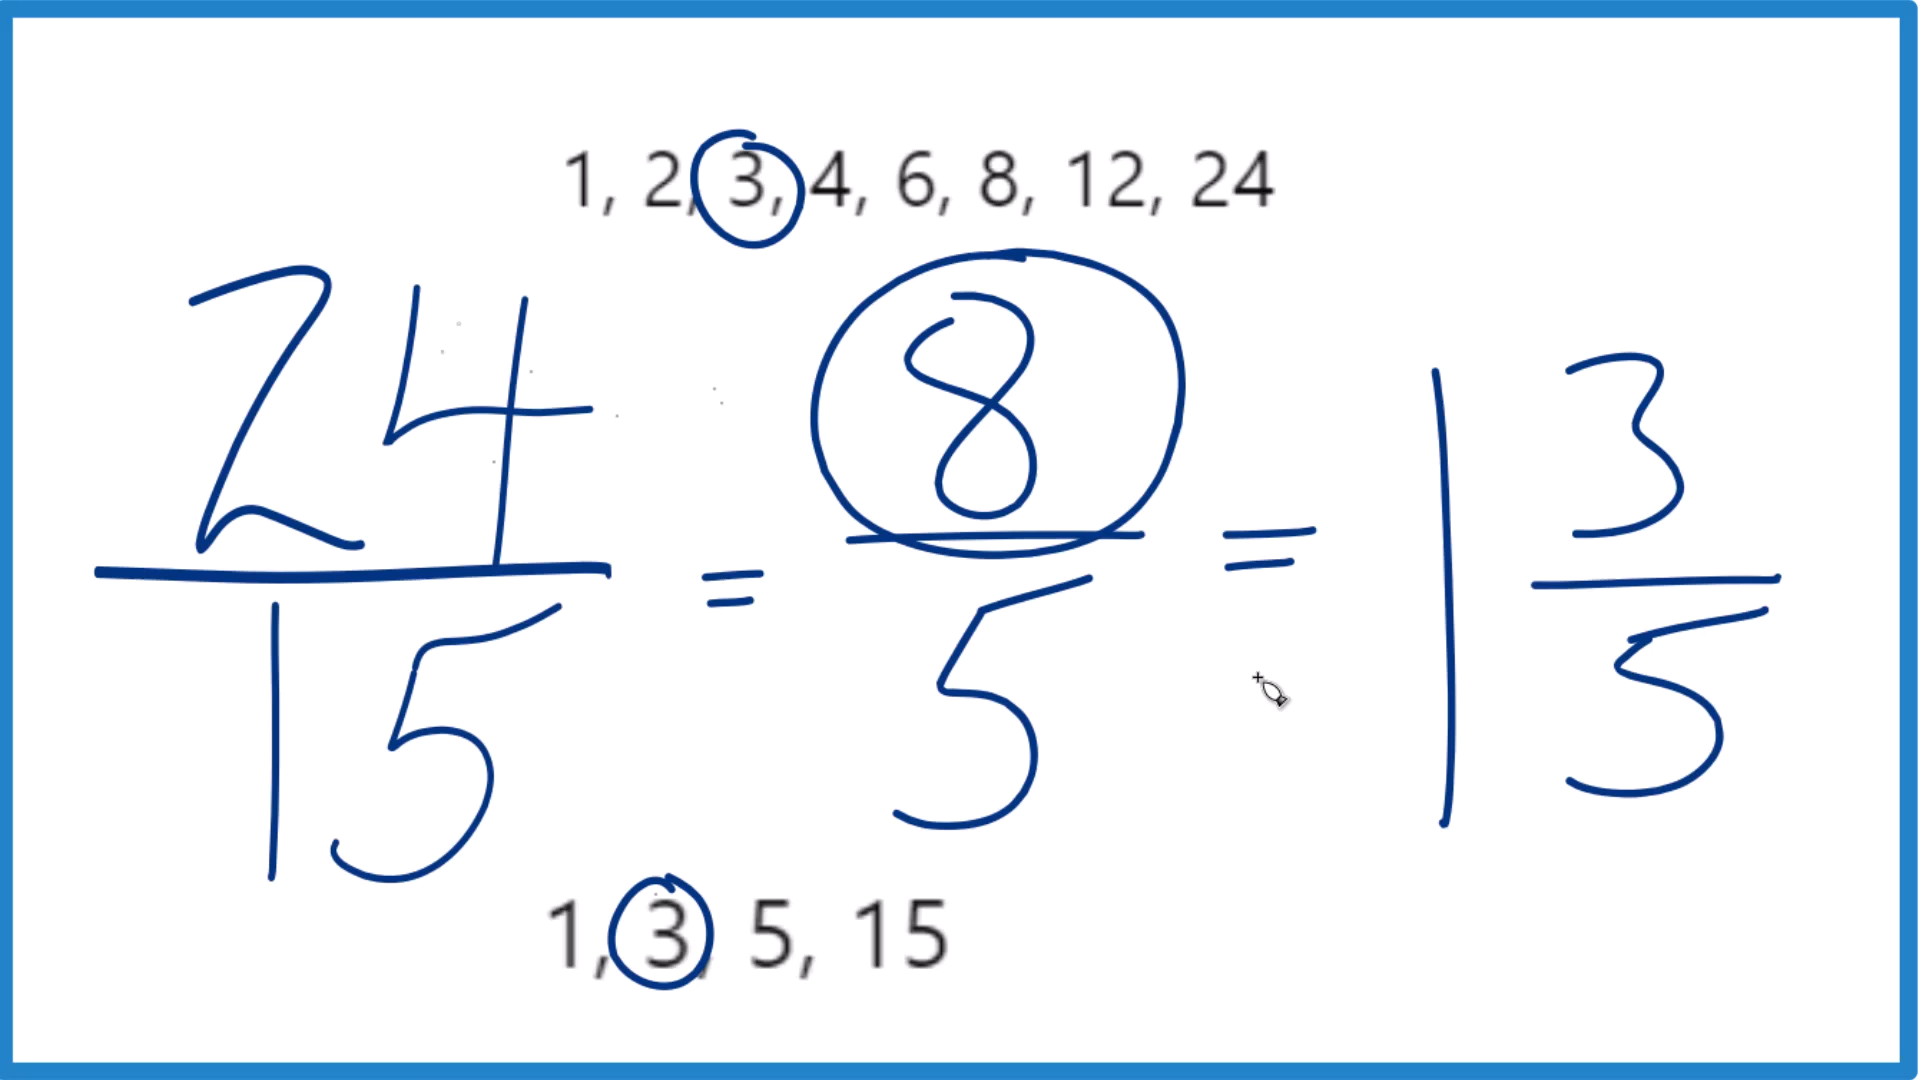 1, 2, 3, 4, 6, 8, 12, 24
24/15 = 8/5 = 1 3/5
1, 3, 5, 15